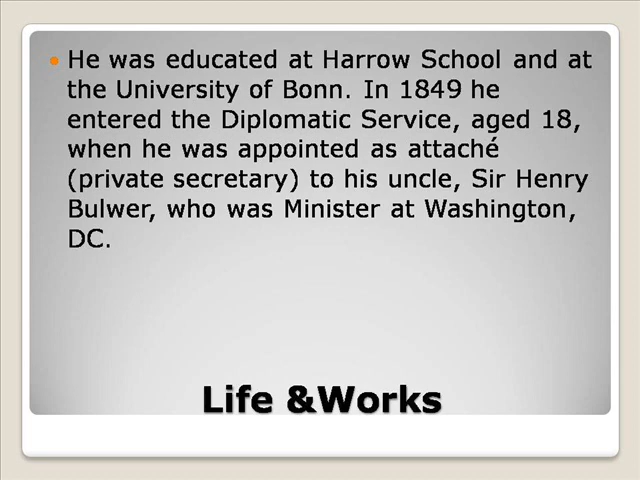 He was educated at Harrow School and at
the University of Bonn. In 1849 he
entered the Diplomatic Service, aged 18,
when he was appointed as attaché
(private secretary) to his uncle, Sir Henry
Bulwer, who was Minister at Washington,
DC.
Life &Works